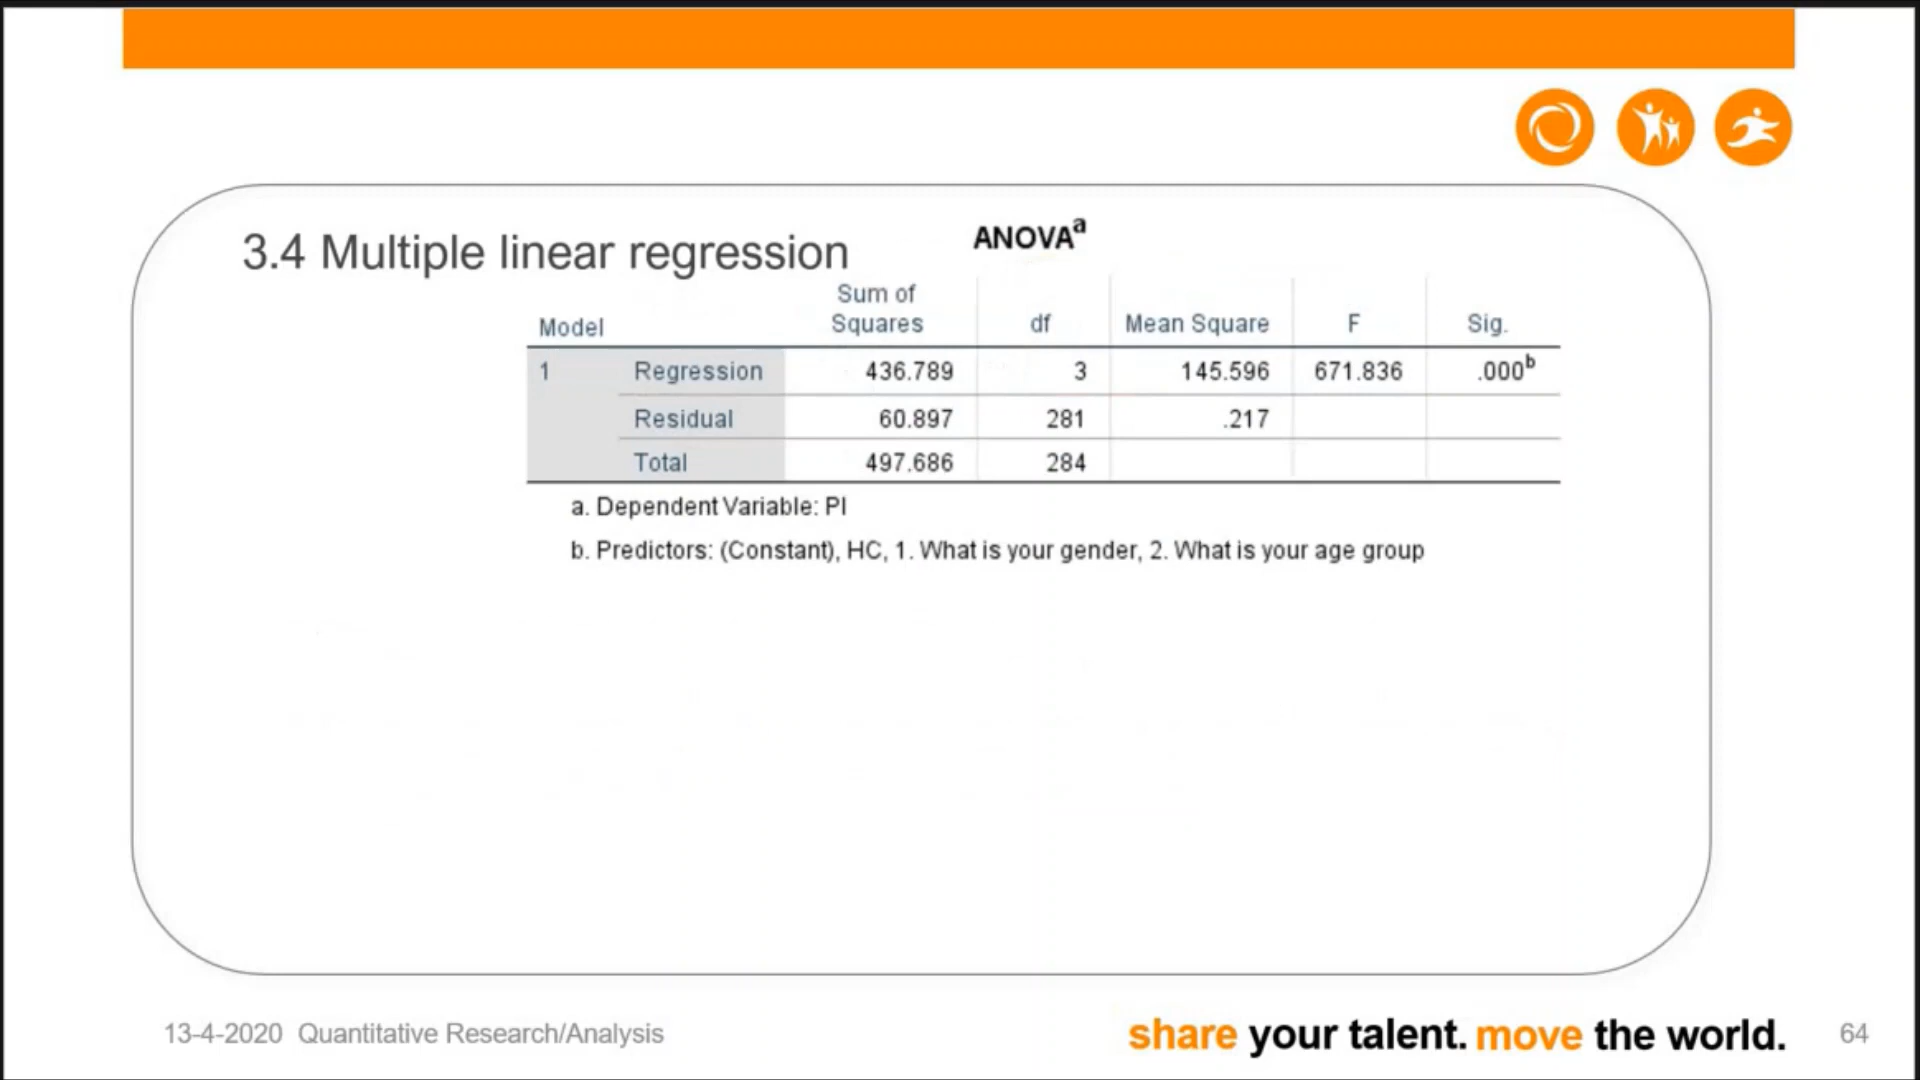 3.4 Multiple linear regression
ANOVAa
Model Sum of Squares df Mean Square F Sig.
1 Regression 436.789 3 145.596 671.836 .000b
Residual 60.897 281 .217
Total 497.686 284
a. Dependent Variable: PI
b. Predictors: (Constant), HC, 1. What is your gender, 2. What is your age group
13-4-2020 Quantitative Research/Analysis
share your talent. move the world.
64